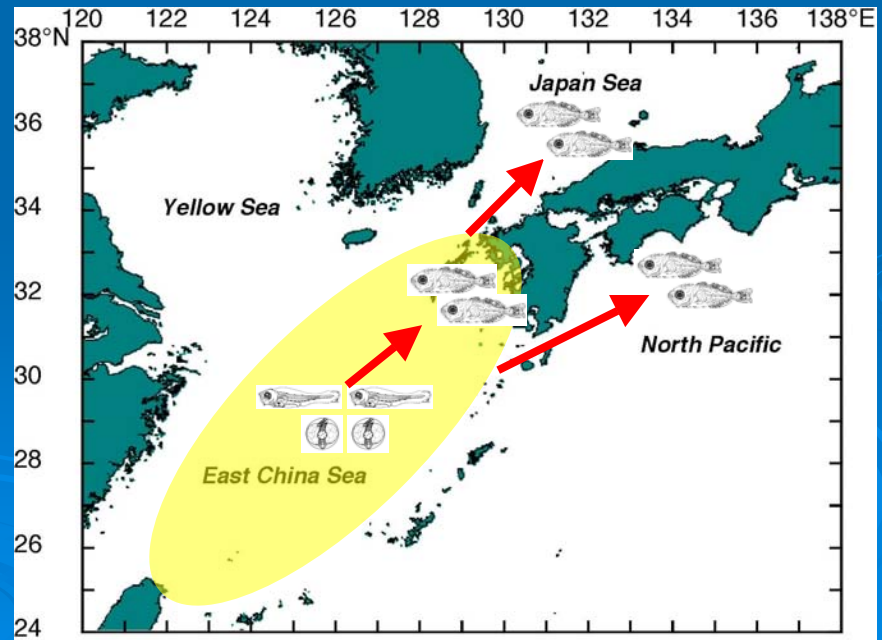 120 122 124 126 128 130 132 134 136 138°E
38°N
Japan Sea
36
Yellow Sea
34
32
North Pacific
30
28
East China Sea
26
24